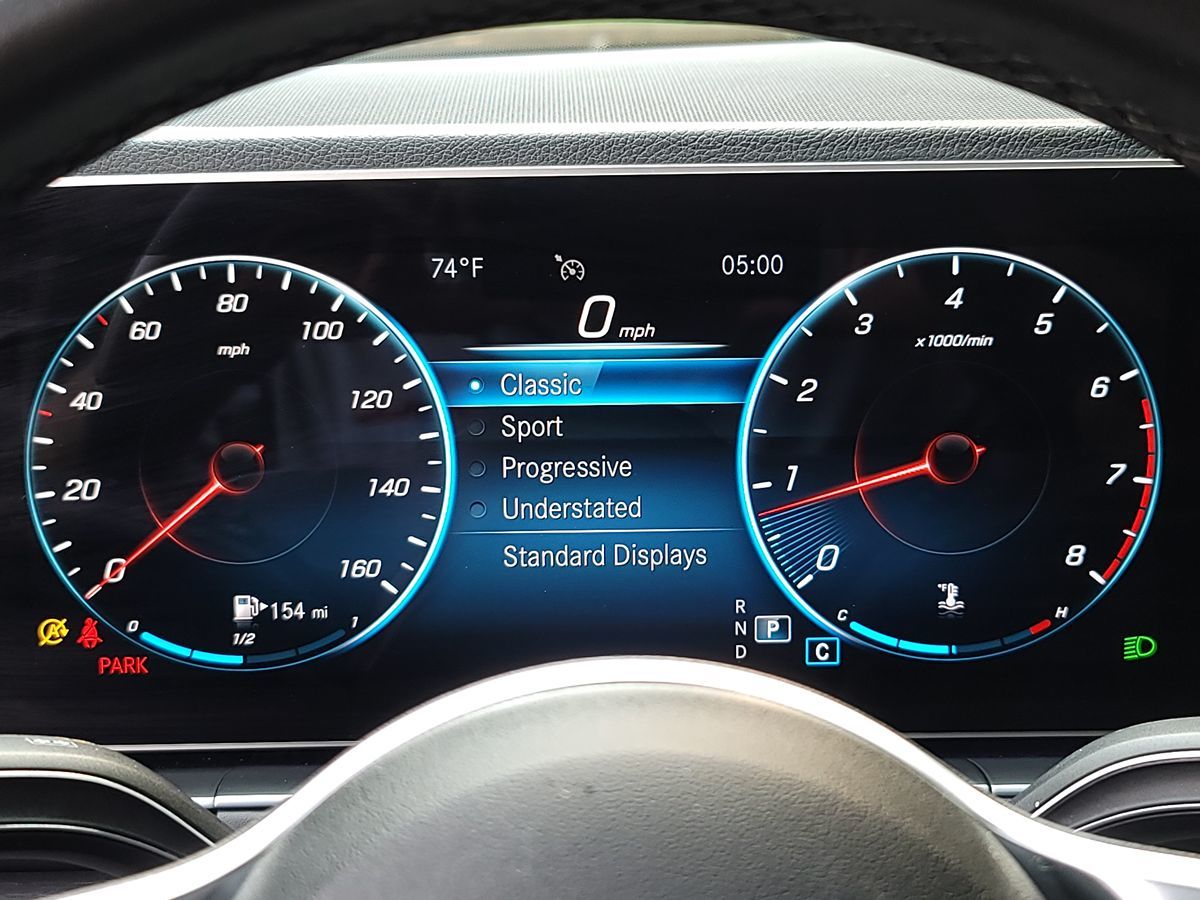 74°F
05:00
0 mph
Classic
Sport
Progressive
Understated
Standard Displays
0
20
40
60
80
100
120
140
160
mph
154 mi
0
1/2
1
A
PARK
0
1
2
3
4
5
6
7
8
x1000/min
°F
C
H
R
N
P
D
C